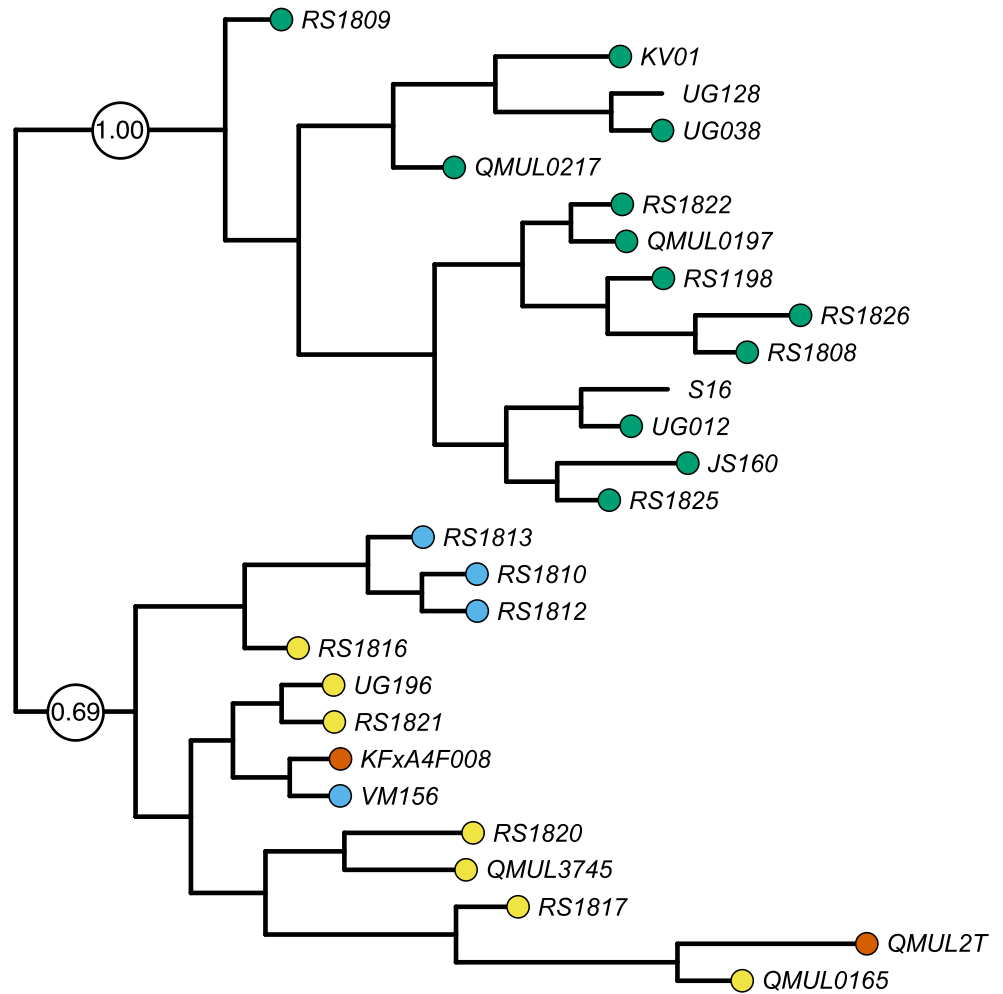 RS1809
KV01
UG128
1.00
UG038
QMUL0217
RS1822
QMUL0197
RS1198
RS1826
RS1808
S16
UG012
JS160
RS1825
RS1813
RS1810
RS1812
RS1816
UG196
0.69
RS1821
KFxA4F008
VM156
RS1820
QMUL3745
RS1817
QMUL2T
QMUL0165